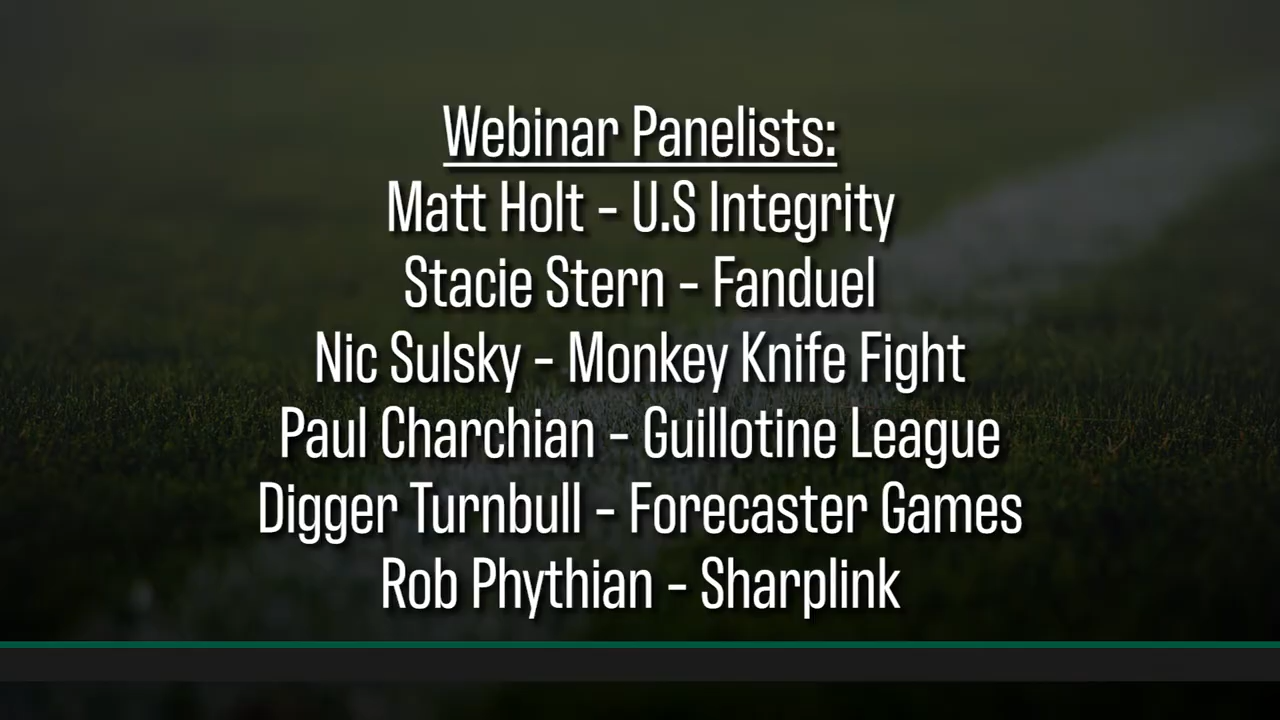 Webinar Panelists:
Matt Holt - U.S Integrity
Stacie Stern - Fanduel
Nic Sulsky - Monkey Knife Fight
Paul Charchian - Guillotine League
Digger Turnbull - Forecaster Games
Rob Phythian - Sharplink